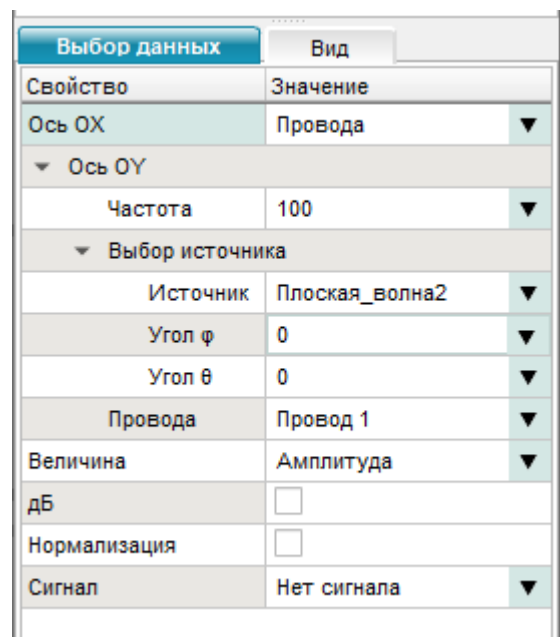 Выбор данных Вид
Свойство Значение
Ось OX Провода
Ось OY
Частота 100
Выбор источника
Источник Плоская_волна2
Угол φ 0
Угол θ 0
Провода Провод 1
Величина Амплитуда
дБ
Нормализация
Сигнал Нет сигнала